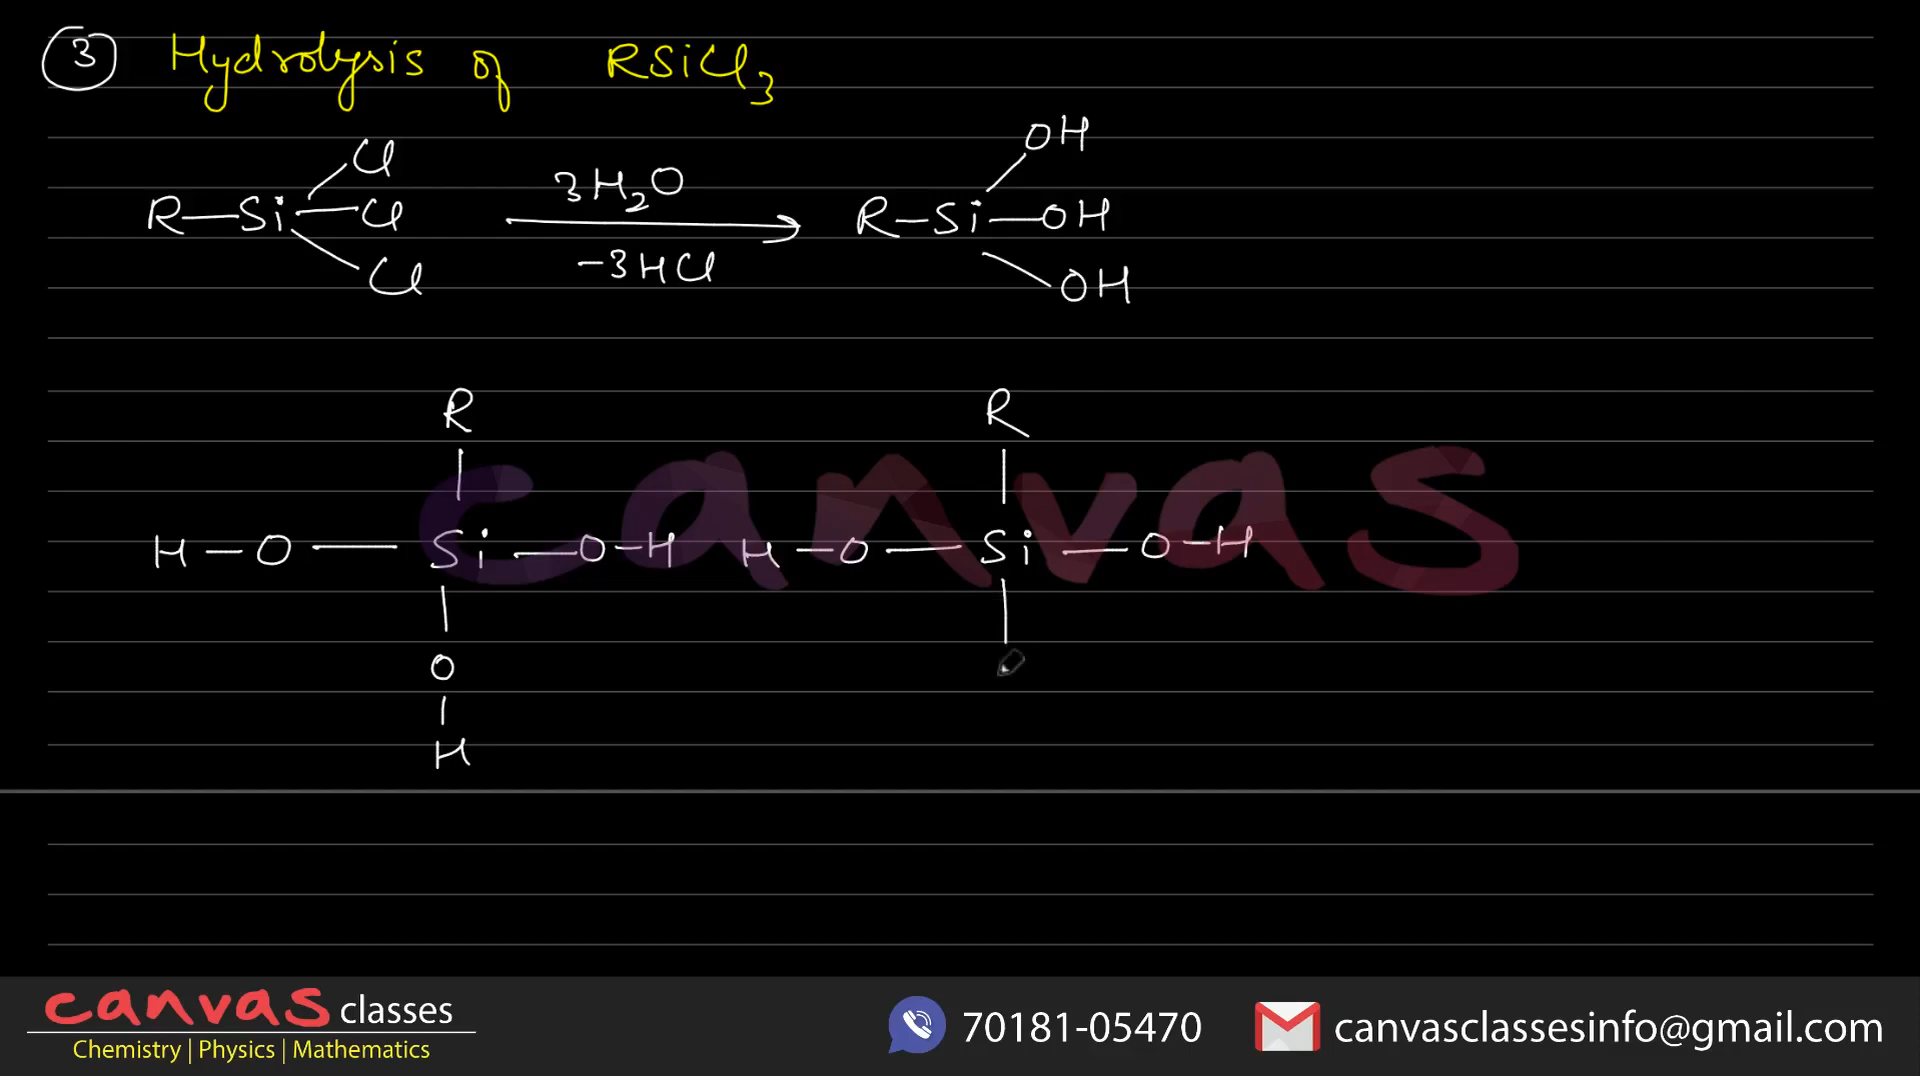 3 Hydrolysis of RSiCl3
Cl
R—Si—Cl
Cl
3H2O
-3HCl
OH
R—Si—OH
OH
R R
H—O—Si—O—H H—O—Si—O—H
O
H
canvas
canvas classes
Chemistry | Physics | Mathematics
70181-05470
canvasclassesinfo@gmail.com